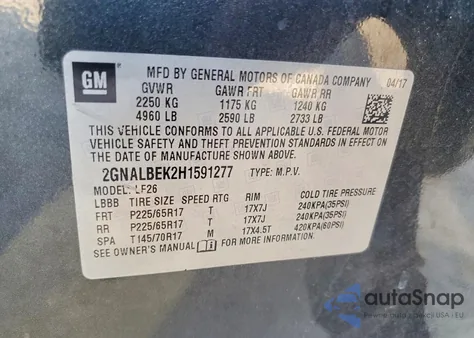 GM
MFD BY GENERAL MOTORS OF CANADA COMPANY 04/17
GVWR GAWR FRT GAWR RR
2250 KG 1175 KG 1240 KG
4960 LB 2590 LB 2733 LB
THIS VEHICLE CONFORMS TO ALL APPLICABLE U.S. FEDERAL MOTOR
VEHICLE SAFETY AND THEFT PREVENTION STANDARDS IN EFFECT
ON THE DATE OF MANUFACTURE SHOWN ABOVE.
2GNALBEK2H1591277 TYPE: M.P.V.
MODEL: LF26
LBBB TIRE SIZE SPEED RTG RIM COLD TIRE PRESSURE
FRT P225/65R17 T 17X7J 240KPA(35PSI)
RR P225/65R17 T 17X7J 240KPA(35PSI)
SPA T145/70R17 M 17X4.5T 420KPA(60PSI)
SEE OWNER'S MANUAL FOR MORE INFORMATION.
autoSnap